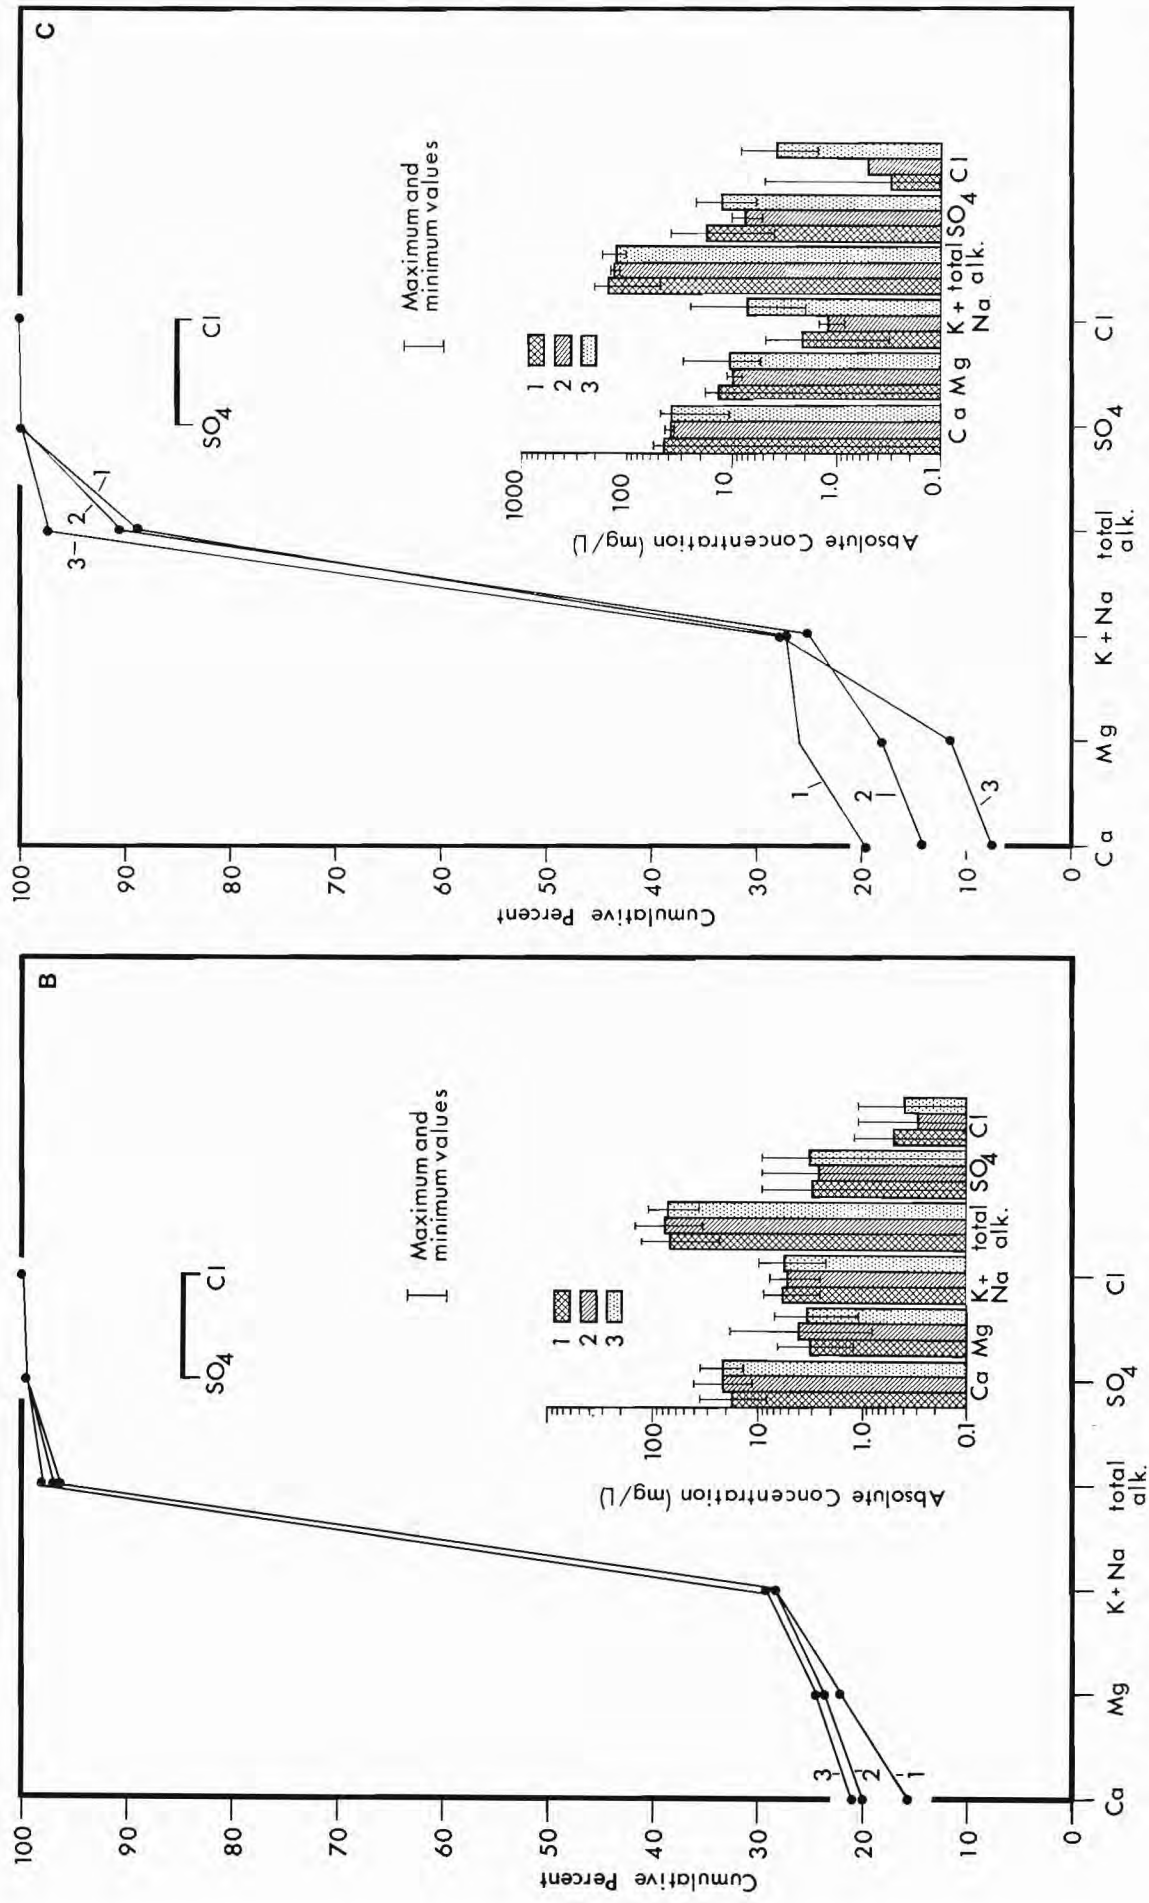 B
100
90
80
70
60
50
40
30
20
10
0
Cumulative Percent
3
2
1
SO4
Cl
Maximum and
minimum values
1
2
3
Absolute Concentration (mg/L)
100
10
1.0
0.1
Ca Mg K+ total SO4 Cl
Na alk.
Ca Mg K+Na total SO4 Cl
alk.
C
100
90
80
70
60
50
40
30
20
10
0
Cumulative Percent
3
2
1
1
2
3
SO4
Cl
Maximum and
minimum values
1
2
3
Absolute Concentration (mg/L)
1000
100
10
1.0
0.1
Ca Mg K+ total SO4 Cl
Na alk.
Ca Mg K+Na total SO4 Cl
alk.